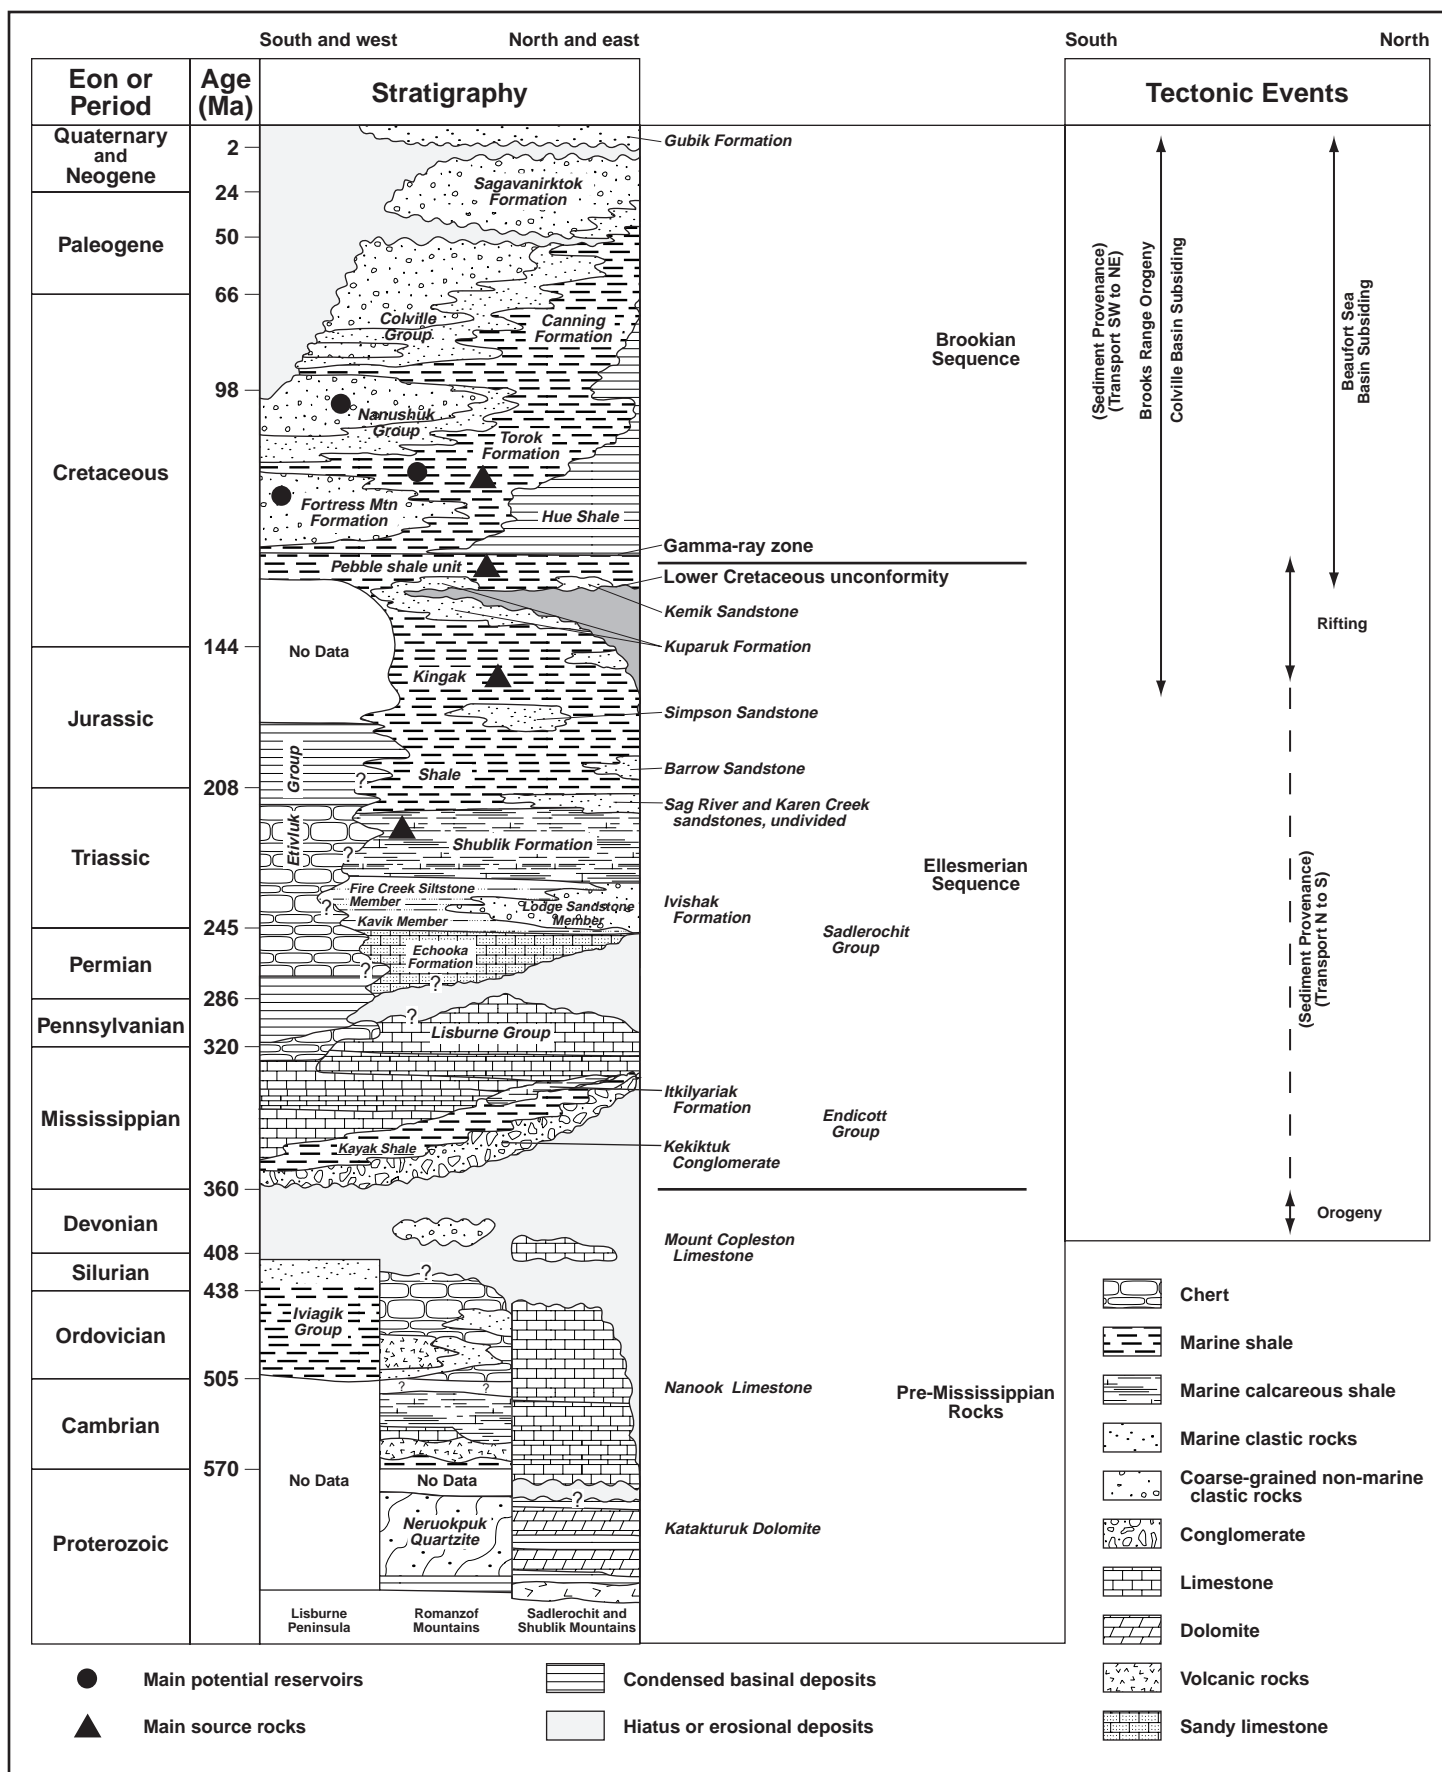 South and west
North and east
South
North
Eon or
Period
Age
(Ma)
Stratigraphy
Tectonic Events
Quaternary
and
Neogene
Paleogene
Cretaceous
Jurassic
Triassic
Permian
Pennsylvanian
Mississippian
Devonian
Silurian
Ordovician
Cambrian
Proterozoic
2
24
50
66
98
144
208
245
286
320
360
408
438
505
570
Sagavanirktok
Formation
Colville
Group
Canning
Formation
Nanushuk
Group
Torok
Formation
Fortress Mtn
Formation
Hue Shale
Pebble shale unit
No Data
Kingak
Shale
Etivluk Group
?
?
?
?
Shublik Formation
Fire Creek Siltstone
Member
Lodge Sandstone
Member
Kavik Member
Echooka
Formation
?
?
Lisburne Group
Kayak Shale
?
Iviagik
Group
?
?
No Data
No Data
?
Neruokpuk
Quartzite
Lisburne
Peninsula
Romanzof
Mountains
Sadlerochit and
Shublik Mountains
Gubik Formation
Brookian
Sequence
Gamma-ray zone
Lower Cretaceous unconformity
Kemik Sandstone
Kuparuk Formation
Simpson Sandstone
Barrow Sandstone
Sag River and Karen Creek
sandstones, undivided
Ellesmerian
Sequence
Ivishak
Formation
Sadlerochit
Group
Itkilyariak
Formation
Endicott
Group
Kekiktuk
Conglomerate
Mount Copleston
Limestone
Nanook Limestone
Pre-Mississippian
Rocks
Katakturuk Dolomite
(Sediment Provenance)
(Transport SW to NE)
Brooks Range Orogeny
Colville Basin Subsiding
Beaufort Sea
Basin Subsiding
Rifting
(Sediment Provenance)
(Transport N to S)
Orogeny
Chert
Marine shale
Marine calcareous shale
Marine clastic rocks
Coarse-grained non-marine
clastic rocks
Conglomerate
Limestone
Dolomite
Volcanic rocks
Sandy limestone
Main potential reservoirs
Main source rocks
Condensed basinal deposits
Hiatus or erosional deposits